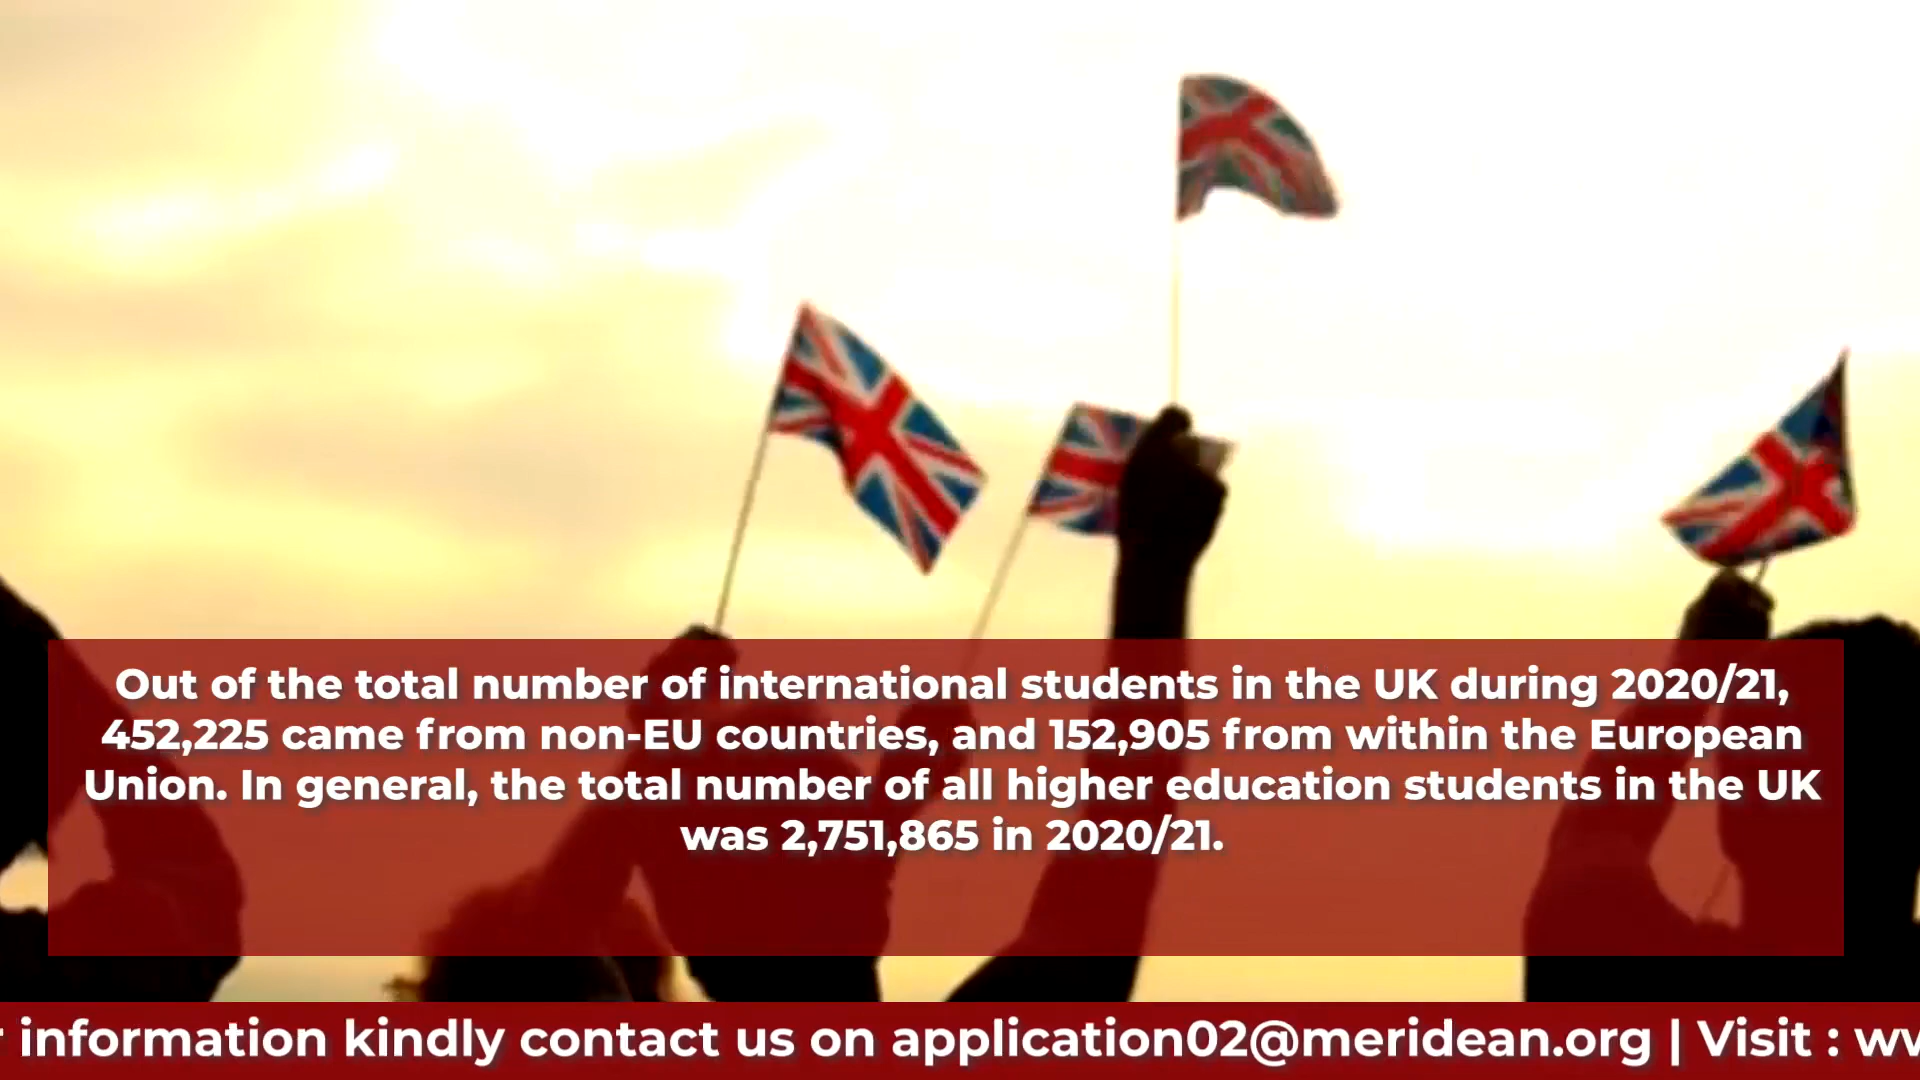 Out of the total number of international students in the UK during 2020/21,
452,225 came from non-EU countries, and 152,905 from within the European
Union. In general, the total number of all higher education students in the UK
was 2,751,865 in 2020/21.
information kindly contact us on application02@meridean.org | Visit :